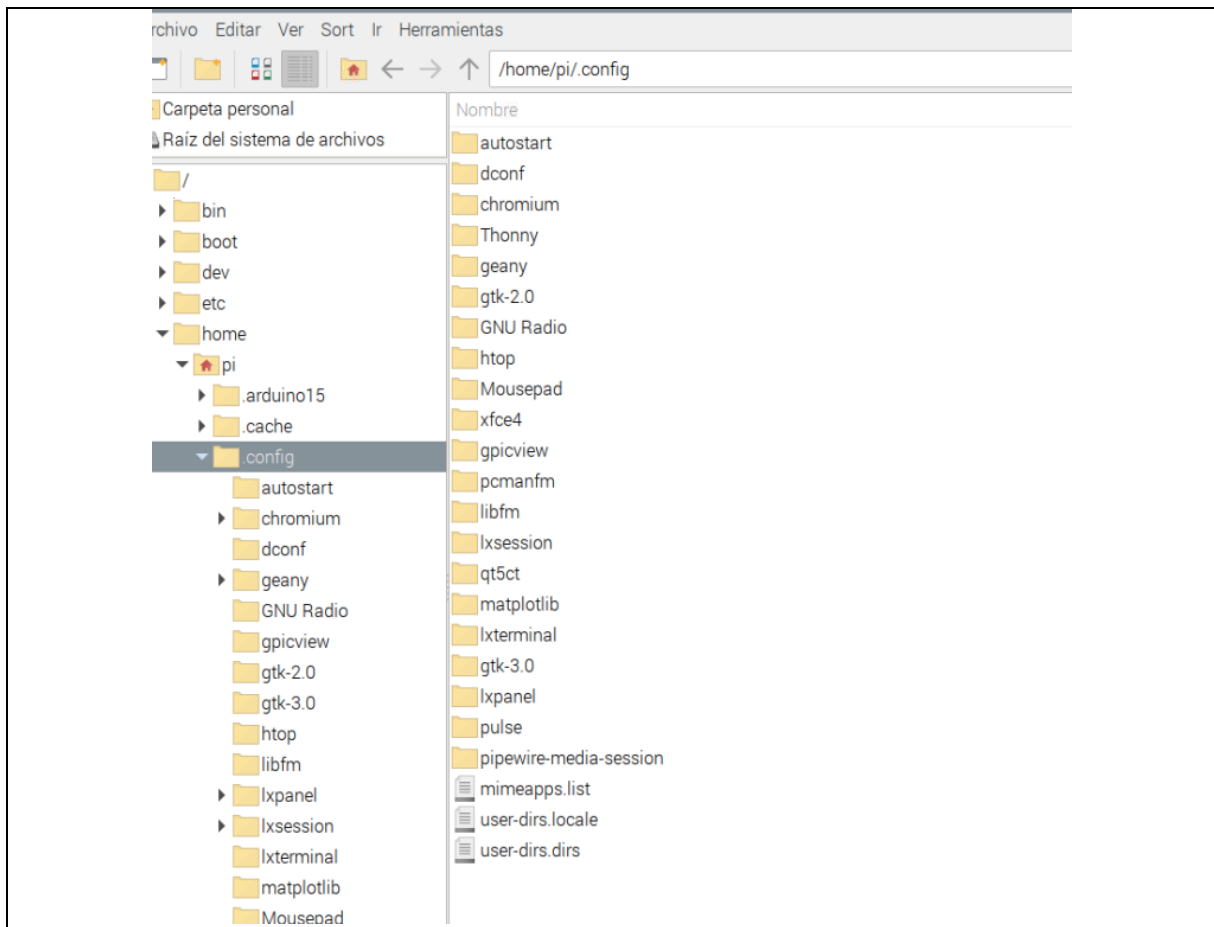 rchivo Editar Ver Sort Ir Herramientas
/home/pi/.config
Carpeta personal
Raíz del sistema de archivos
/
bin
boot
dev
etc
home
pi
.arduino15
.cache
.config
autostart
chromium
dconf
geany
GNU Radio
gpicview
gtk-2.0
gtk-3.0
htop
libfm
lxpanel
lxsession
lxterminal
matplotlib
Mousepad
Nombre
autostart
dconf
chromium
Thonny
geany
gtk-2.0
GNU Radio
htop
Mousepad
xfce4
gpicview
pcmanfm
libfm
lxsession
qt5ct
matplotlib
lxterminal
gtk-3.0
lxpanel
pulse
pipewire-media-session
mimeapps.list
user-dirs.locale
user-dirs.dirs